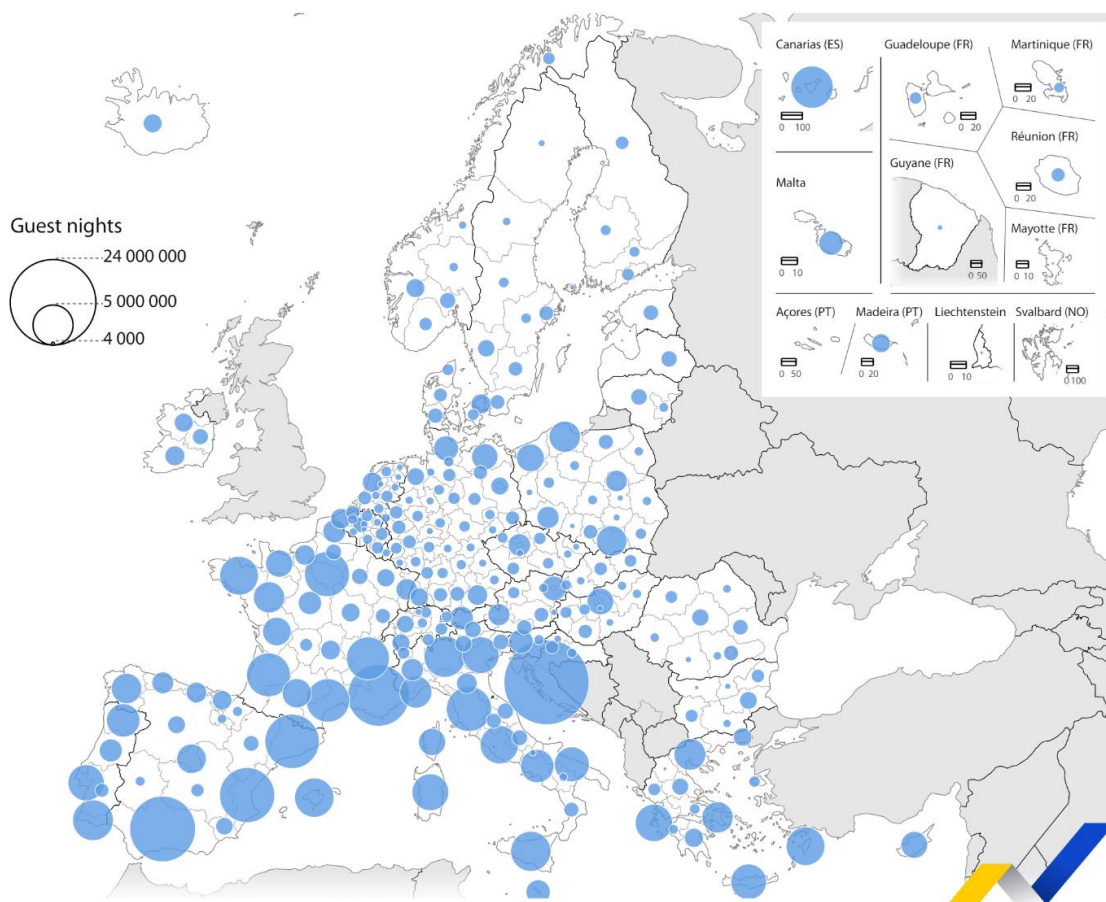 Guest nights
24 000 000
5 000 000
4 000
Canarias (ES)
0 100
Guadeloupe (FR)
0 20
Martinique (FR)
0 20
Réunion (FR)
0 20
Malta
0 10
Guyane (FR)
0 50
Mayotte (FR)
0 10
Açores (PT)
0 50
Madeira (PT)
0 20
Liechtenstein
0 10
Svalbard (NO)
0 100